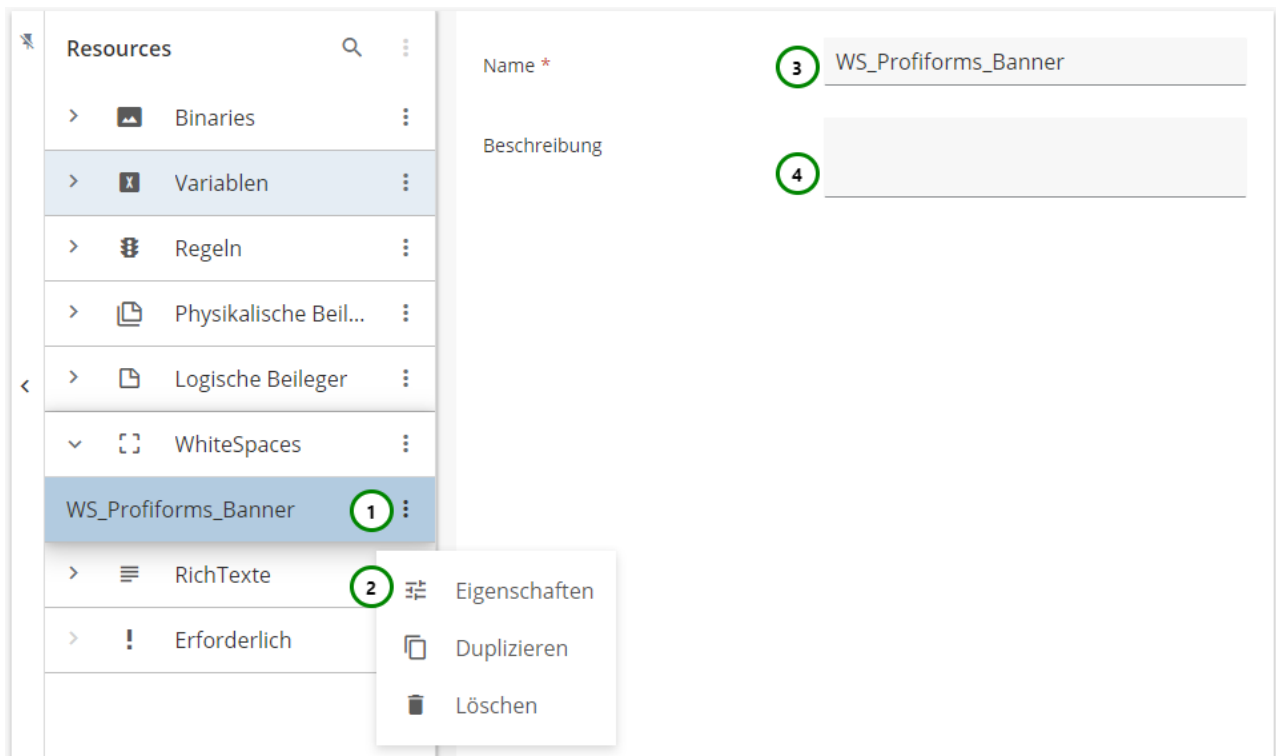 Resources
Binaries
Variablen
Regeln
Physikalische Beil...
Logische Beileger
WhiteSpaces
WS_Profiforms_Banner 1
RichTexte
Erforderlich
2 Eigenschaften
Duplizieren
Löschen
Name * 3 WS_Profiforms_Banner
Beschreibung 4